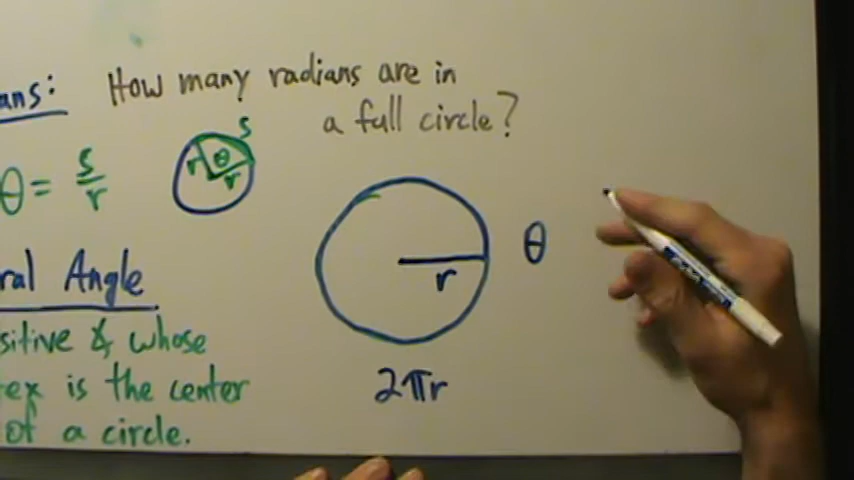 How many radians are in
a full circle?
ans:
s
θ
r
r
θ = s/r
r
θ
2πr
ral Angle
sitive & whose
ex is the center
of a circle.